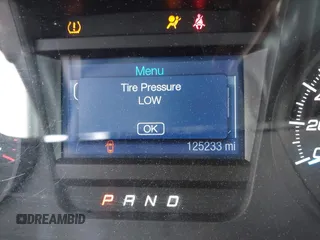 Menu
Tire Pressure
LOW
OK
125233 mi
P R N D
DREAMBID